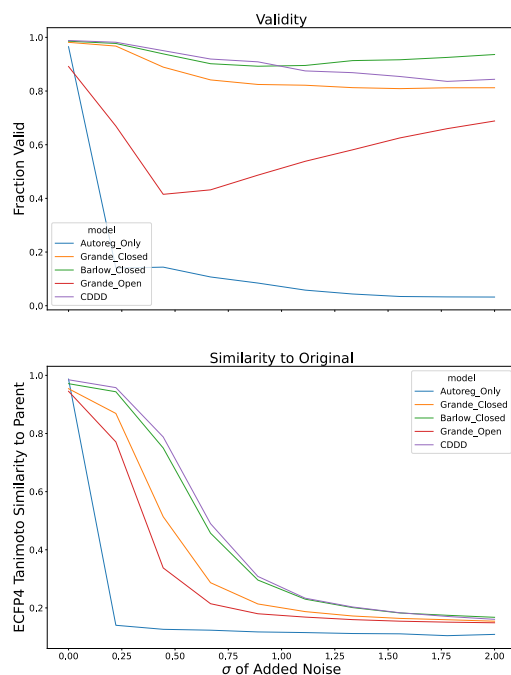 Validity
Fraction Valid
1.0
0.8
0.6
0.4
0.2
0.0
model
Autoreg_Only
Grande_Closed
Barlow_Closed
Grande_Open
CDDD
Similarity to Original
ECFP4 Tanimoto Similarity to Parent
1.0
0.8
0.6
0.4
0.2
model
Autoreg_Only
Grande_Closed
Barlow_Closed
Grande_Open
CDDD
0,00 0,25 0,50 0,75 1,00 1,25 1,50 1,75 2,00
σ of Added Noise